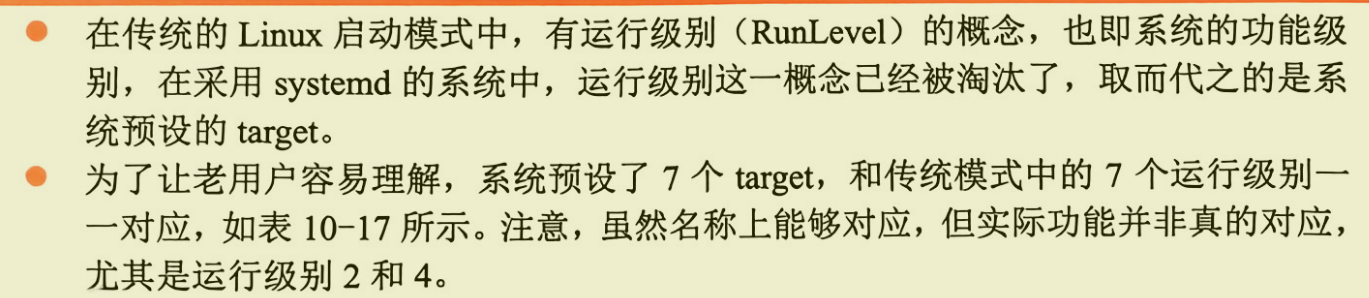 在传统的 Linux 启动模式中，有运行级别（RunLevel）的概念，也即系统的功能级
别，在采用 systemd 的系统中，运行级别这一概念已经被淘汰了，取而代之的是系
统预设的 target。
为了让老用户容易理解，系统预设了 7 个 target，和传统模式中的 7 个运行级别一
一对应，如表 10-17 所示。注意，虽然名称上能够对应，但实际功能并非真的对应，
尤其是运行级别 2 和 4。